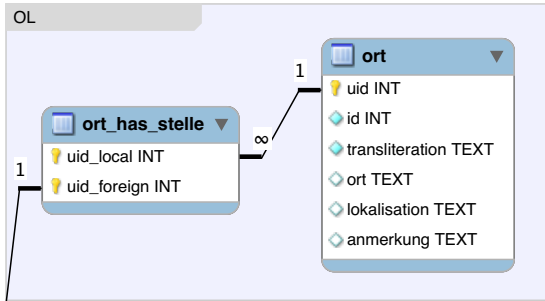 OL
ort
1
uid INT
id INT
transliteration TEXT
ort TEXT
lokalisation TEXT
anmerkung TEXT
ort_has_stelle
∞
uid_local INT
1
uid_foreign INT